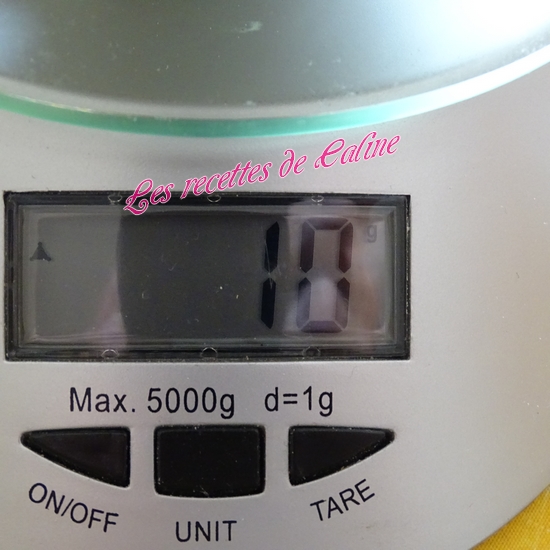 Les recettes de Caline
10 g
Max. 5000g d=1g
ON/OFF UNIT TARE